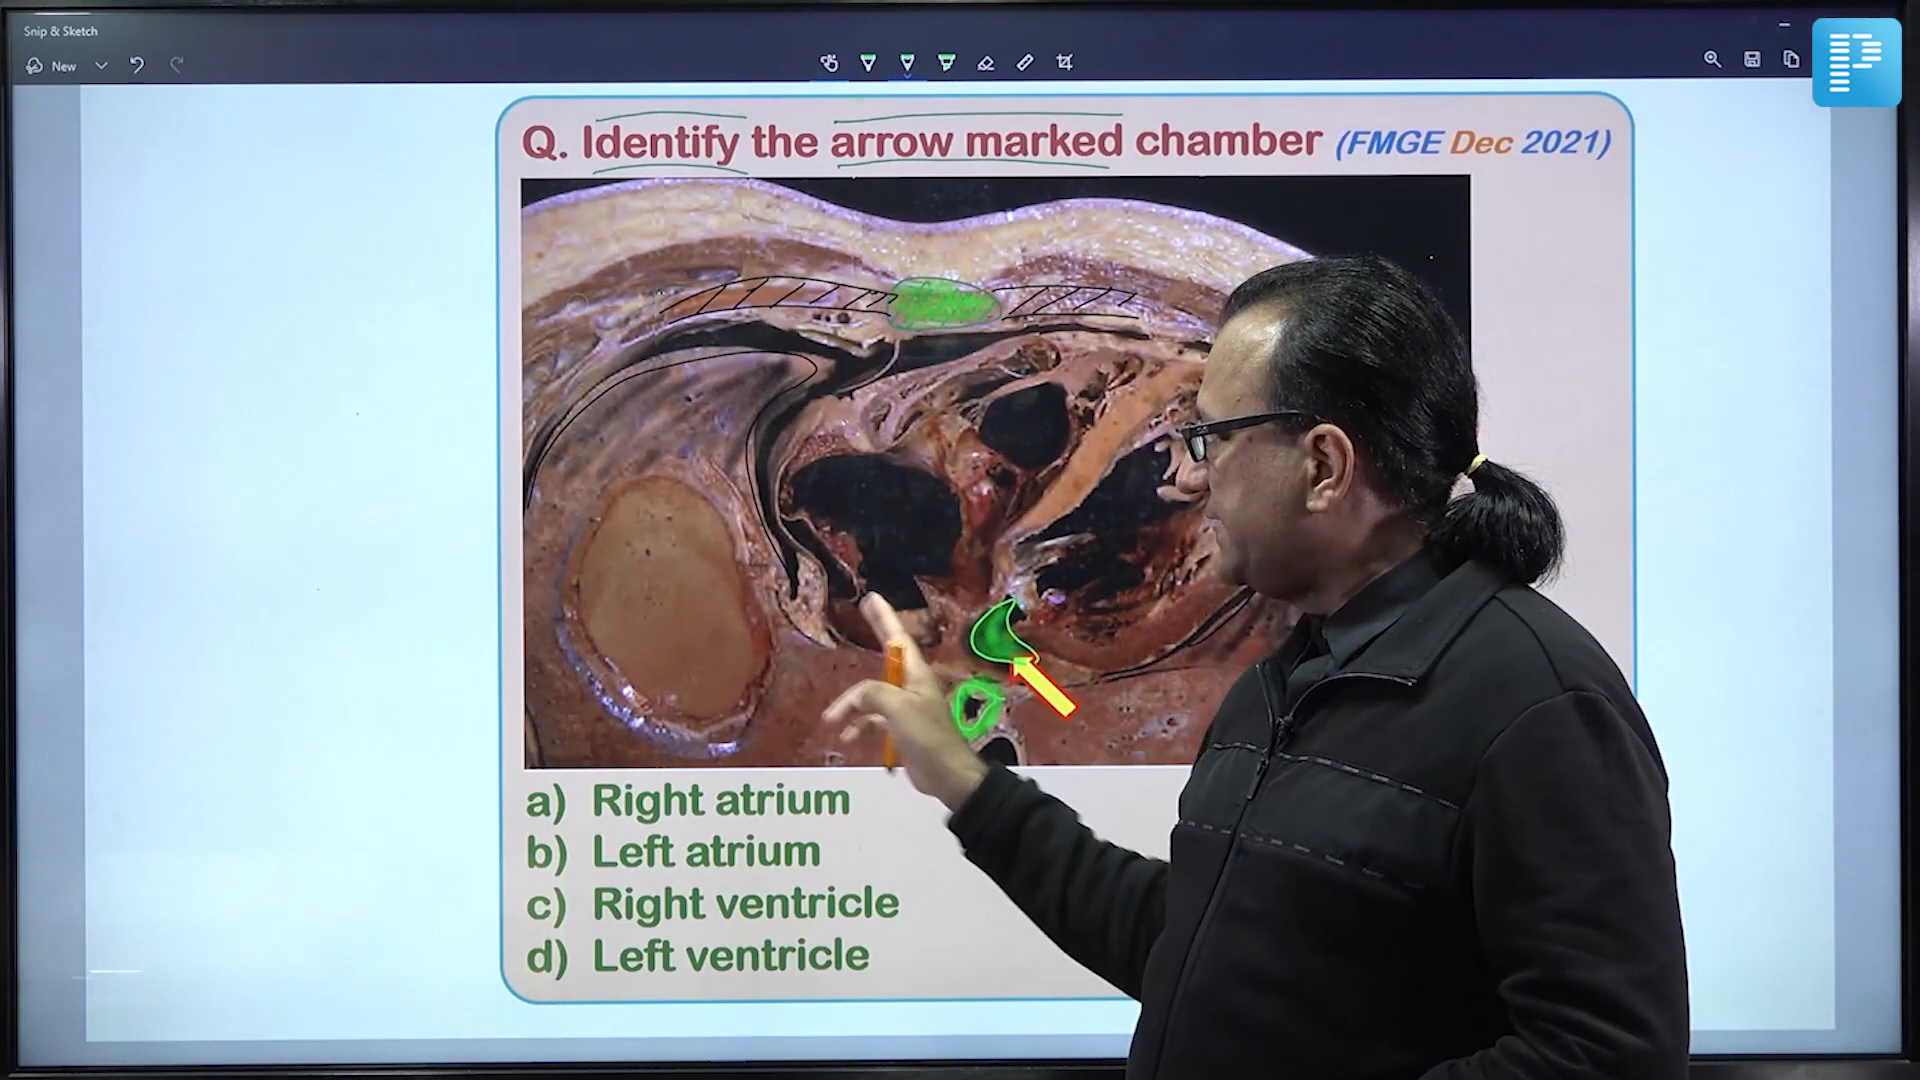 Snip & Sketch
New
Q. Identify the arrow marked chamber (FMGE Dec 2021)
a) Right atrium
b) Left atrium
c) Right ventricle
d) Left ventricle